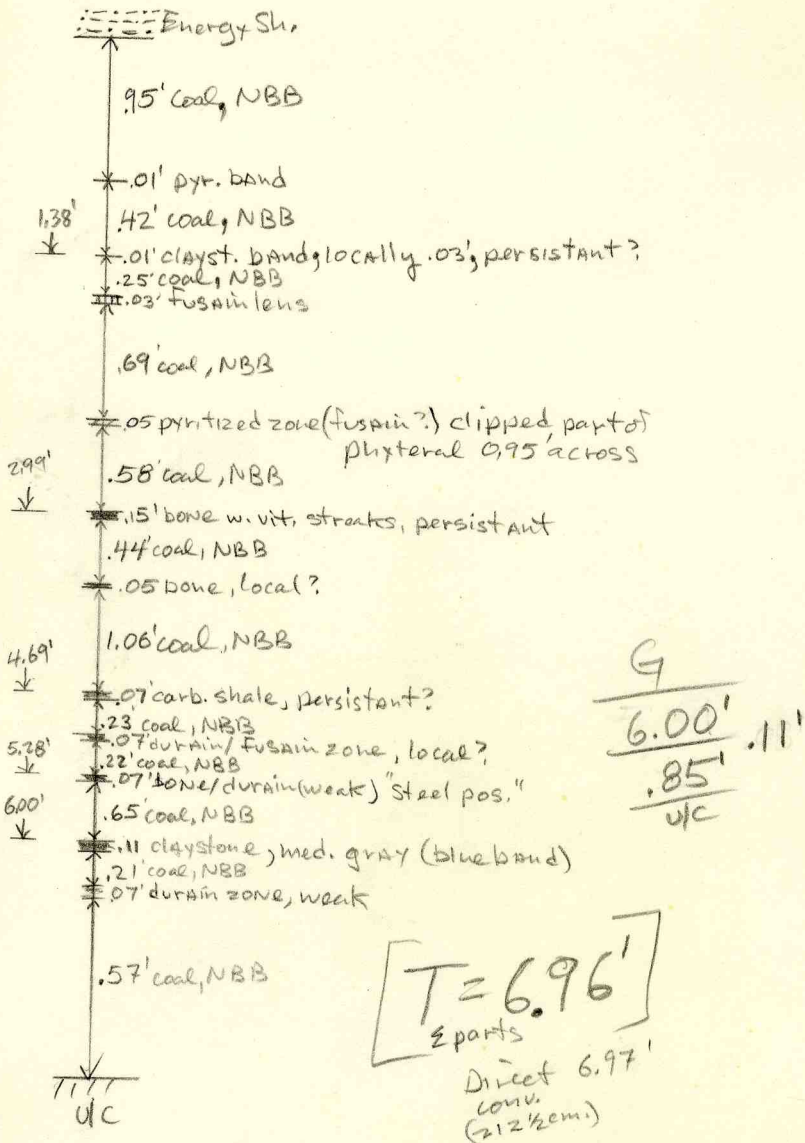 Energy Sh.
.95' coal, NBB
.01' pyr. band
.42' coal, NBB
1.38'
.01' clayst. band, locally .03', persistant?
.25' coal, NBB
.03' fusain lens
.69' coal, NBB
.05 pyritized zone (fusain?) clipped part of
phyteral 0.95' across
.58' coal, NBB
2.99'
.15' bone w. vit. streaks, persistant
.44' coal, NBB
.05 bone, local?
1.06' coal, NBB
4.69'
.07' carb. shale, persistant?
.23' coal, NBB
.07' durain/fusain zone, local?
.22' coal, NBB
5.28'
.07' bone/durain (weak) "Steel pos."
.65' coal, NBB
6.00'
.11 claystone, med. gray (blue band)
.21' coal, NBB
.07' durain zone, weak
.57' coal, NBB
U/C
G
6.00'
.11'
.85'
U/C
[T = 6.96']
Σ parts
Direct 6.97'
conv.
(212 ½ cm.)